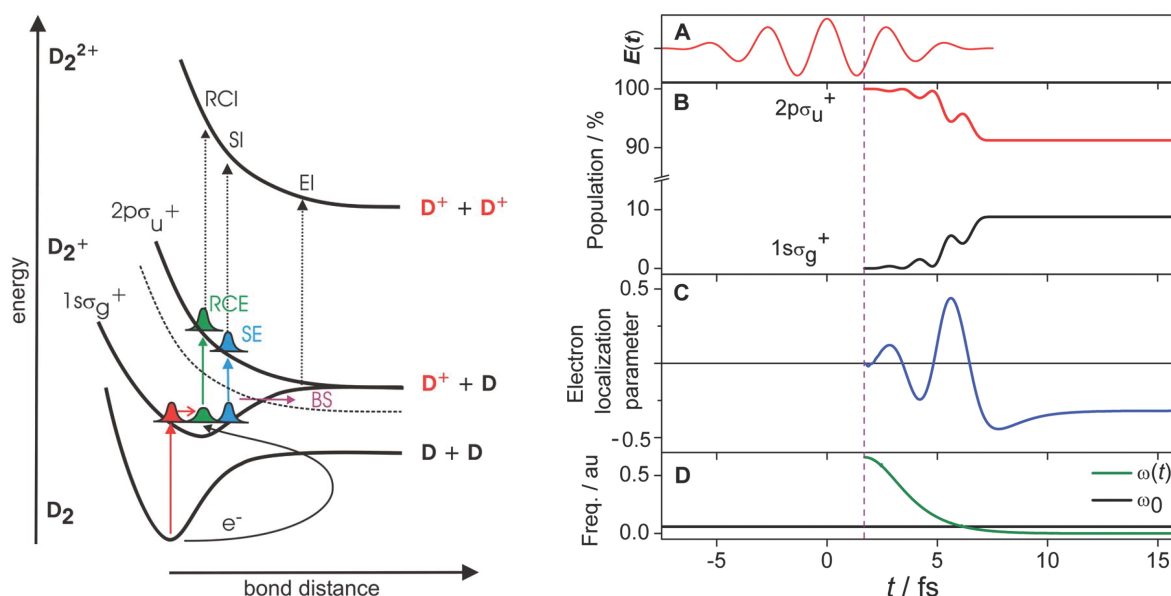 D₂²⁺
RCI
SI
EI
D⁺ + D⁺
2pσᵤ⁺
D₂⁺
1sσg⁺
RCE
SE
D⁺ + D
BS
D + D
D₂
e⁻
energy
bond distance
A
E(t)
B
100
90
10
0
Population / %
2pσᵤ⁺
1sσg⁺
C
0.5
-0.5
Electron
localization
parameter
D
0.5
0.0
Freq. / au
ω(t)
ω0
-5
0
5
10
15
t / fs